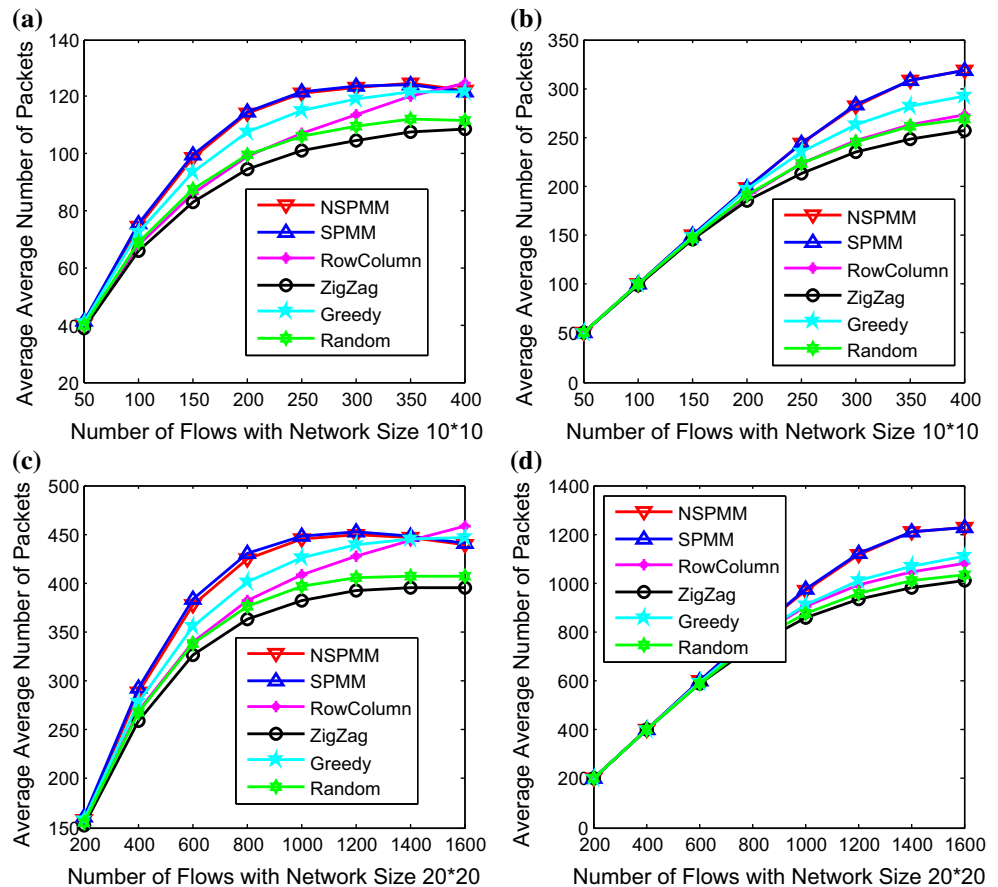 (a)
Average Average Number of Packets
140
120
100
80
60
40
20
50 100 150 200 250 300 350 400
Number of Flows with Network Size 10*10
NSPMM
SPMM
RowColumn
ZigZag
Greedy
Random
(b)
Average Average Number of Packets
350
300
250
200
150
100
50
0
50 100 150 200 250 300 350 400
Number of Flows with Network Size 10*10
NSPMM
SPMM
RowColumn
ZigZag
Greedy
Random
(c)
Average Average Number of Packets
500
450
400
350
300
250
200
150
200 400 600 800 1000 1200 1400 1600
Number of Flows with Network Size 20*20
NSPMM
SPMM
RowColumn
ZigZag
Greedy
Random
(d)
Average Average Number of Packets
1400
1200
1000
800
600
400
200
0
200 400 600 800 1000 1200 1400 1600
Number of Flows with Network Size 20*20
NSPMM
SPMM
RowColumn
ZigZag
Greedy
Random